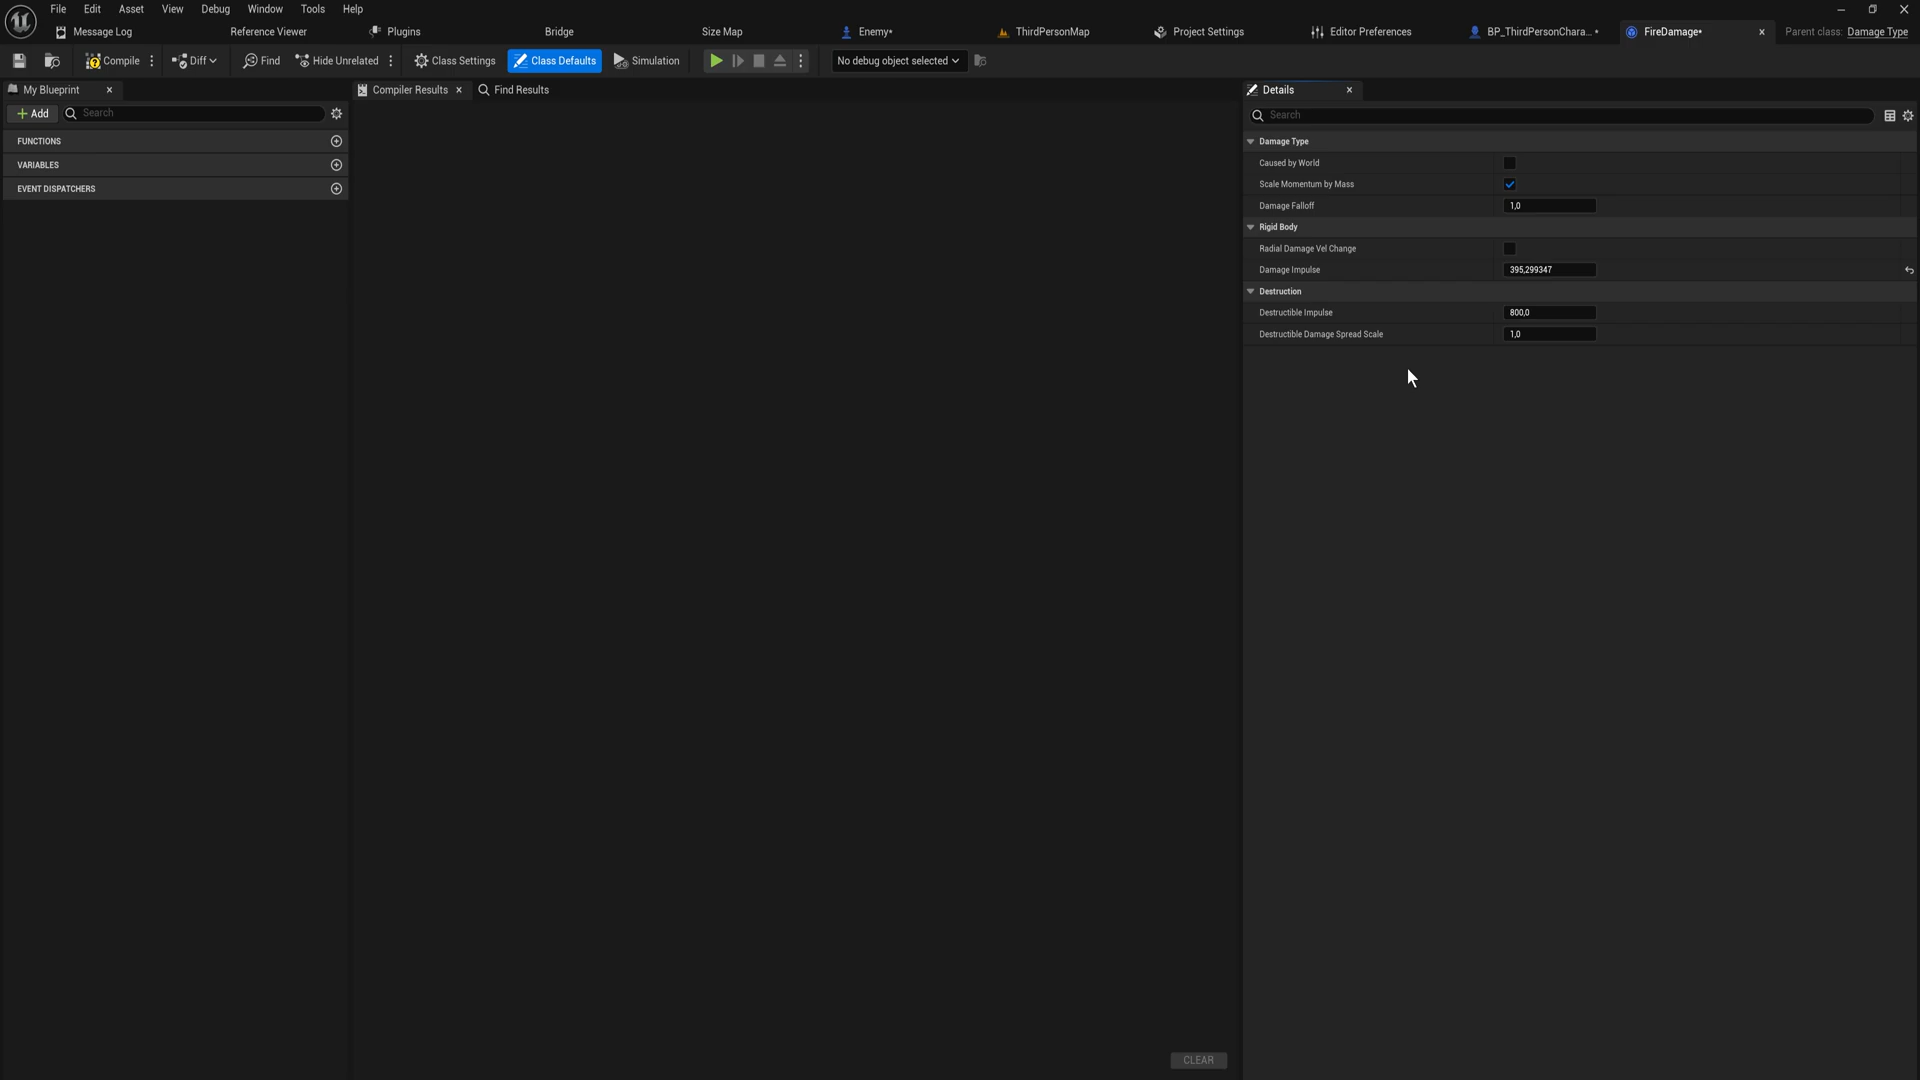 File Edit Asset View Debug Window Tools Help
Message Log Reference Viewer Plugins Bridge Size Map Enemy* ThirdPersonMap Project Settings Editor Preferences BP_ThirdPersonChara... * FireDamage* Parent class: Damage Type
Compile Diff Find Hide Unrelated Class Settings Class Defaults Simulation No debug object selected
My Blueprint
Add Search
FUNCTIONS
VARIABLES
EVENT DISPATCHERS
Compiler Results Find Results
CLEAR
Details
Search
Damage Type
Caused by World
Scale Momentum by Mass
Damage Falloff 1,0
Rigid Body
Radial Damage Vel Change
Damage Impulse 395,299347
Destruction
Destructible Impulse 800,0
Destructible Damage Spread Scale 1,0